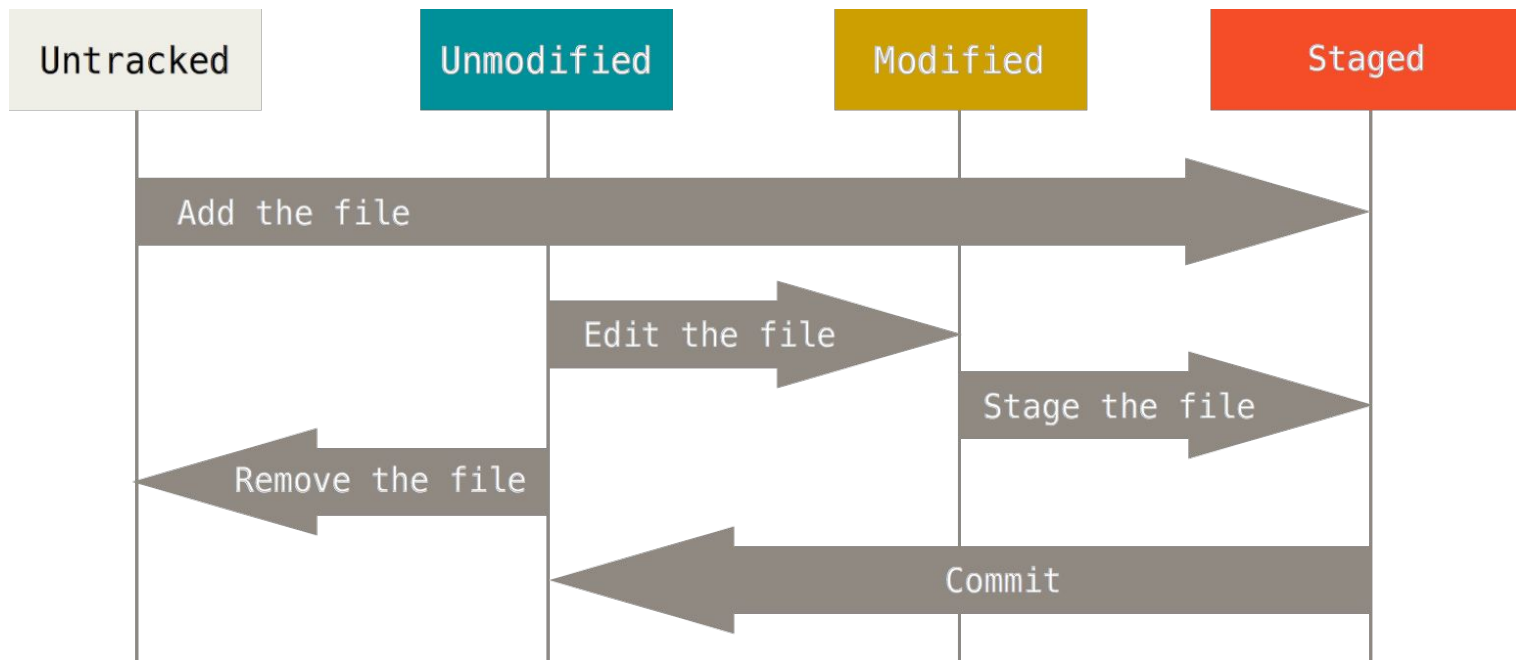 Untracked
Unmodified
Modified
Staged
Add the file
Edit the file
Stage the file
Remove the file
Commit